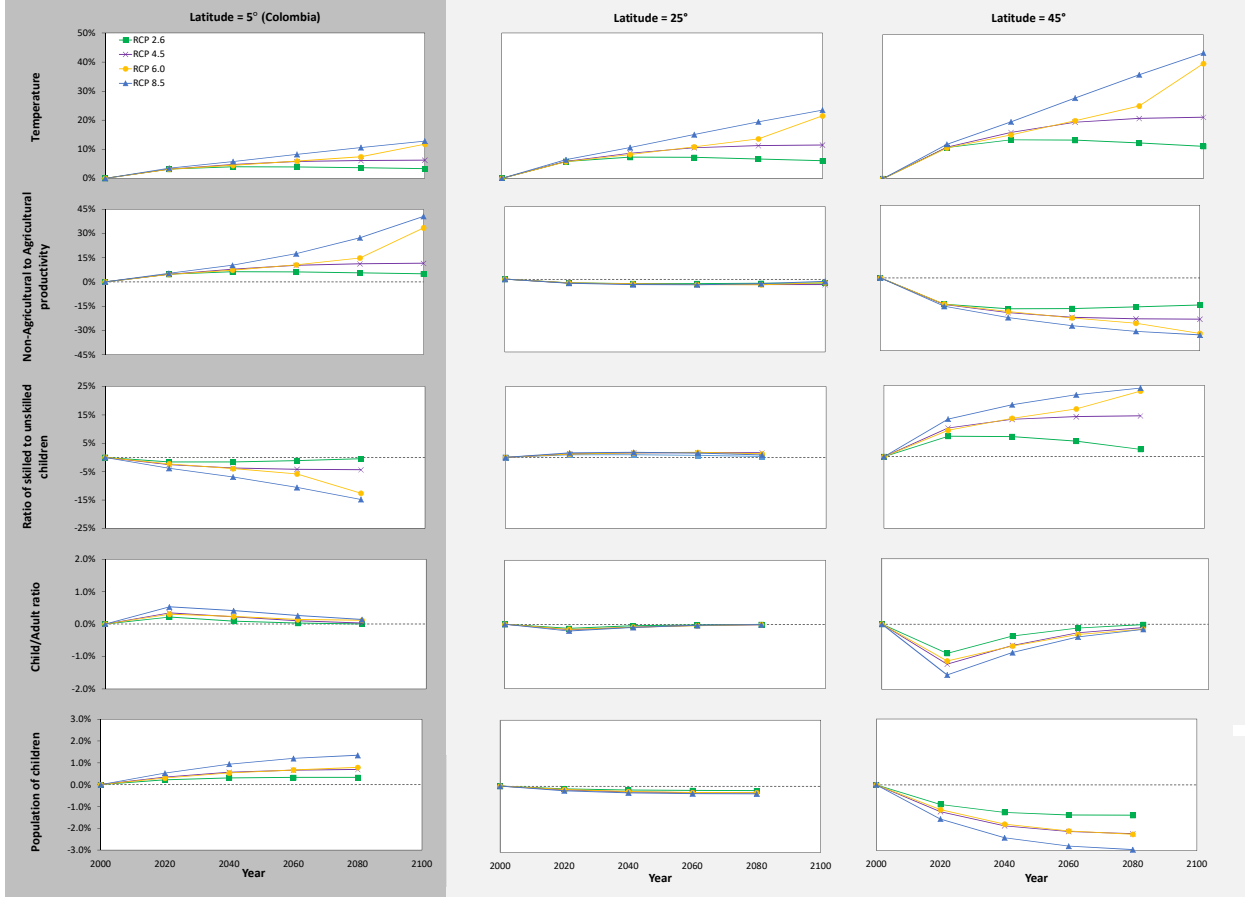 Latitude = 5° (Colombia)
Latitude = 25°
Latitude = 45°
Temperature
50%
40%
30%
20%
10%
0%
RCP 2.6
RCP 4.5
RCP 6.0
RCP 8.5
Non-Agricultural to Agricultural
productivity
45%
30%
15%
0%
-15%
-30%
-45%
Ratio of skilled to unskilled
children
25%
15%
5%
-5%
-15%
-25%
Child/Adult ratio
2.0%
1.0%
0.0%
-1.0%
-2.0%
Population of children
3.0%
2.0%
1.0%
0.0%
-1.0%
-2.0%
-3.0%
2000 2020 2040 2060 2080 2100
Year
2000 2020 2040 2060 2080 2100
Year
2000 2020 2040 2060 2080 2100
Year